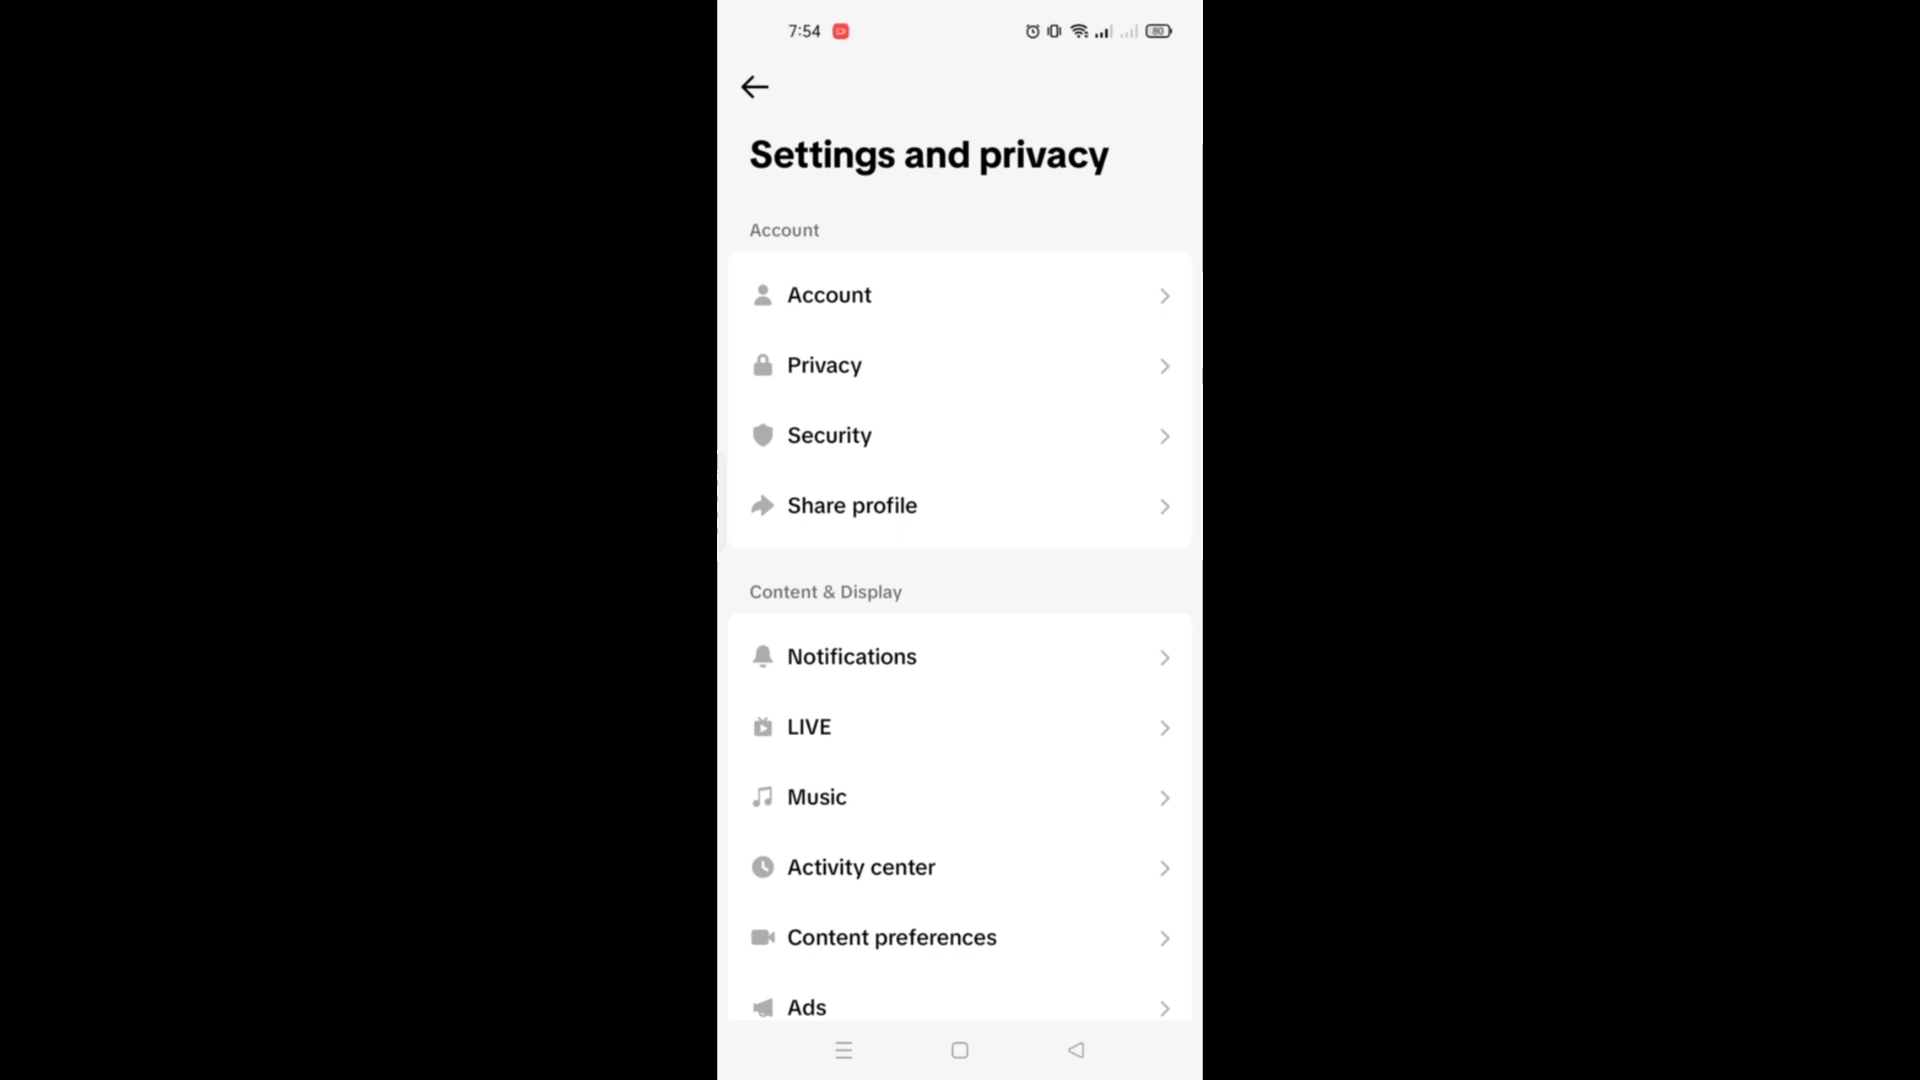 7:54
80
Settings and privacy
Account
Account
Privacy
Security
Share profile
Content & Display
Notifications
LIVE
Music
Activity center
Content preferences
Ads